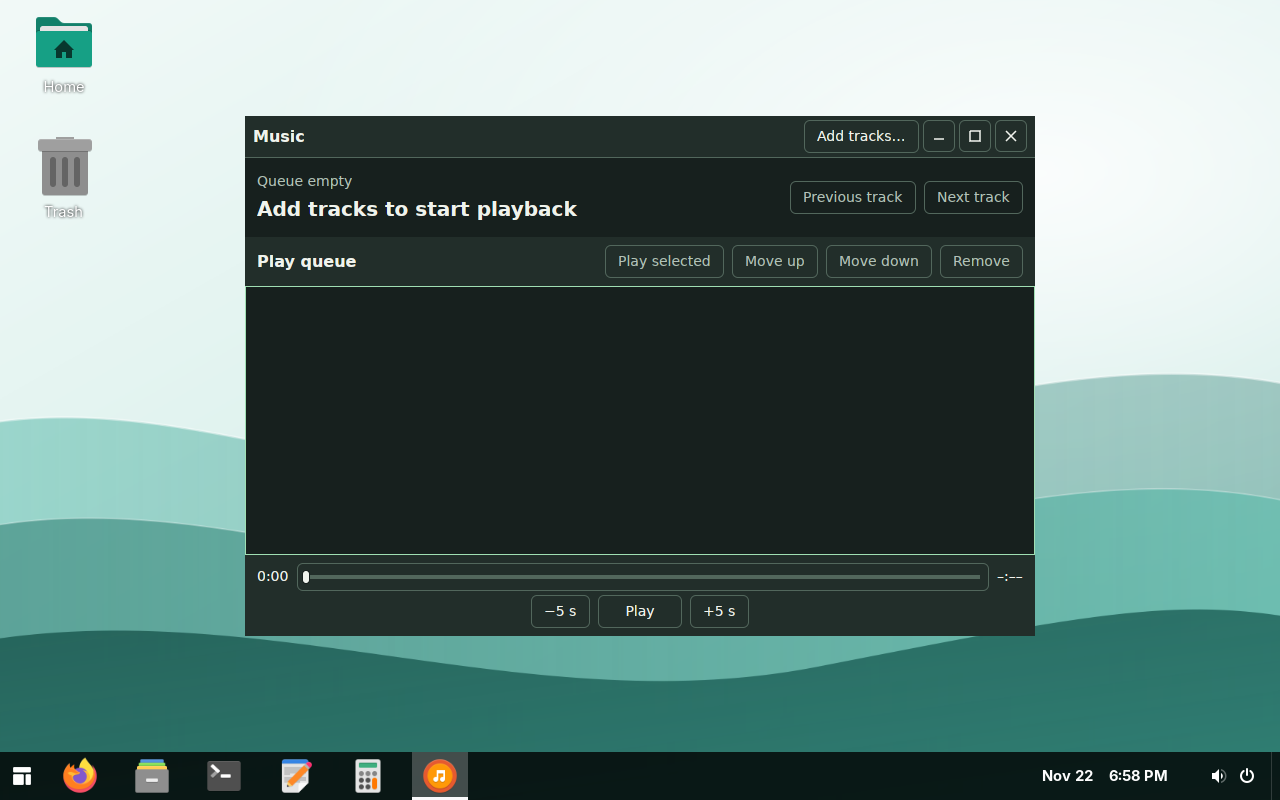 Home
Trash
Music
Add tracks...
Queue empty
Add tracks to start playback
Previous track
Next track
Play queue
Play selected
Move up
Move down
Remove
0:00
–:––
−5 s
Play
+5 s
Nov 22
6:58 PM